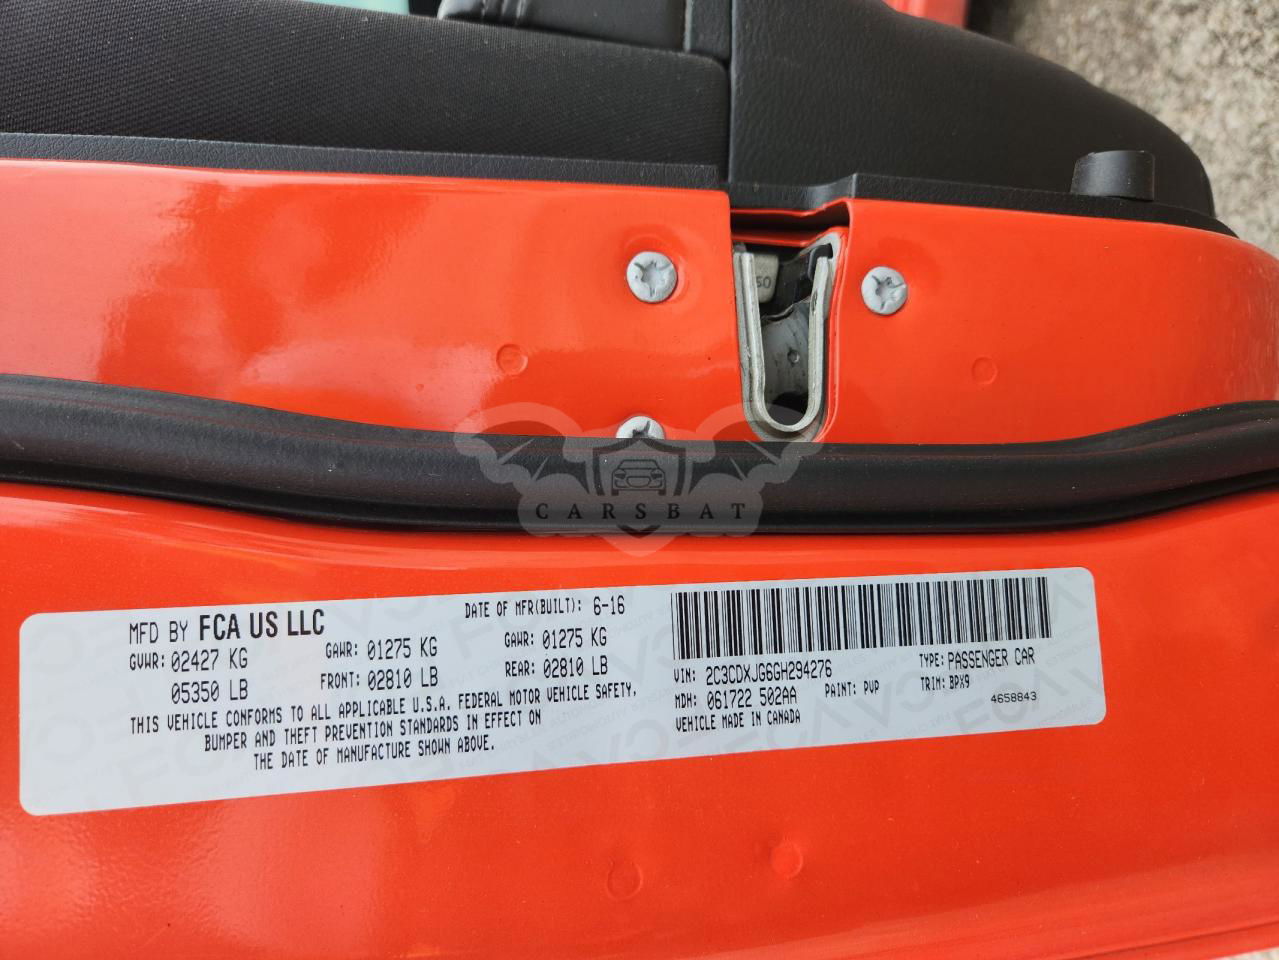 50
CARSBAT
MFD BY FCA US LLC
DATE OF MFR(BUILT): 6-16
GVWR: 02427 KG
GAWR: 01275 KG
GAWR: 01275 KG
05350 LB
FRONT: 02810 LB
REAR: 02810 LB
THIS VEHICLE CONFORMS TO ALL APPLICABLE U.S.A. FEDERAL MOTOR VEHICLE SAFETY,
BUMPER AND THEFT PREVENTION STANDARDS IN EFFECT ON
THE DATE OF MANUFACTURE SHOWN ABOVE.
VIN: 2C3CDXJG6GH294276
TYPE: PASSENGER CAR
MDH: 061722 502AA
PAINT: PVP
TRIM: BPX9
VEHICLE MADE IN CANADA
4658843